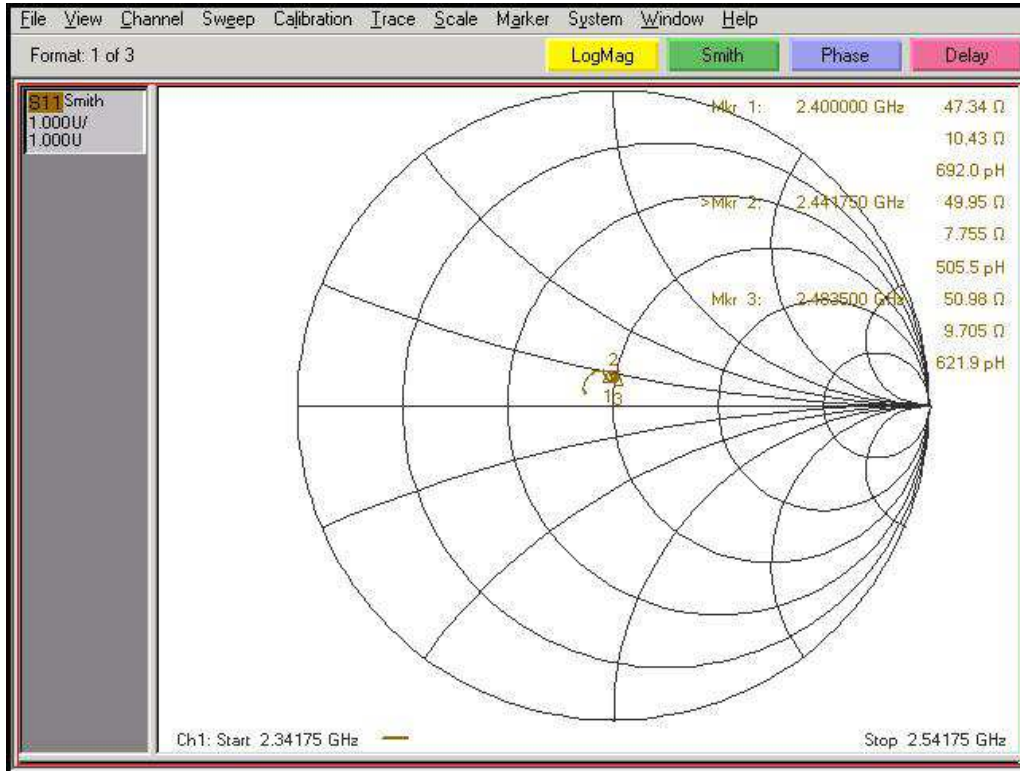 File View Channel Sweep Calibration Trace Scale Marker System Window Help
Format: 1 of 3 LogMag Smith Phase Delay
S11 Smith
1.000U/
1.000U
Mkr 1: 2.400000 GHz 47.34 Ω
10.43 Ω
692.0 pH
>Mkr 2: 2.441750 GHz 49.95 Ω
7.755 Ω
505.5 pH
Mkr 3: 2.483500 GHz 50.98 Ω
9.705 Ω
621.9 pH
2
1 3
Ch1: Start 2.34175 GHz Stop 2.54175 GHz